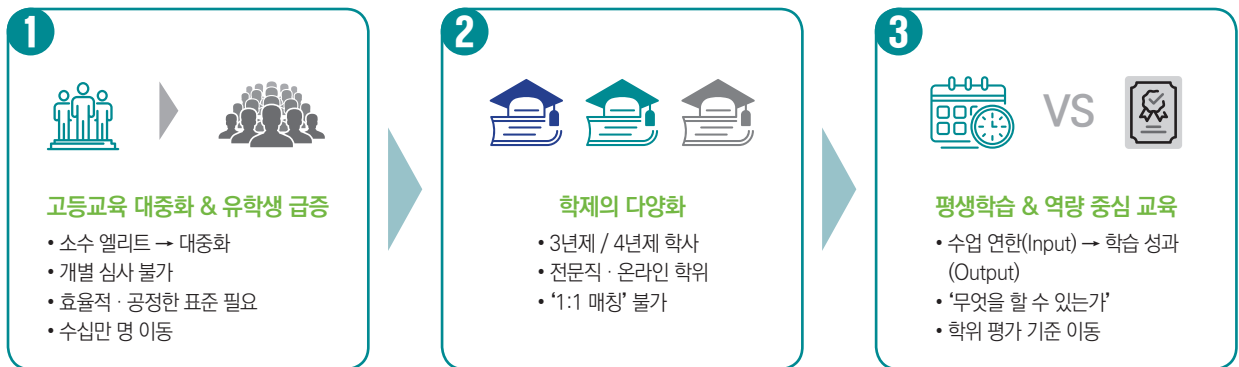 1
고등교육 대중화 & 유학생 급증
• 소수 엘리트 → 대중화
• 개별 심사 불가
• 효율적 · 공정한 표준 필요
• 수십만 명 이동
2
학제의 다양화
• 3년제 / 4년제 학사
• 전문직 · 온라인 학위
• '1:1 매칭' 불가
3
VS
평생학습 & 역량 중심 교육
• 수업 연한(Input) → 학습 성과
(Output)
• '무엇을 할 수 있는가'
• 학위 평가 기준 이동